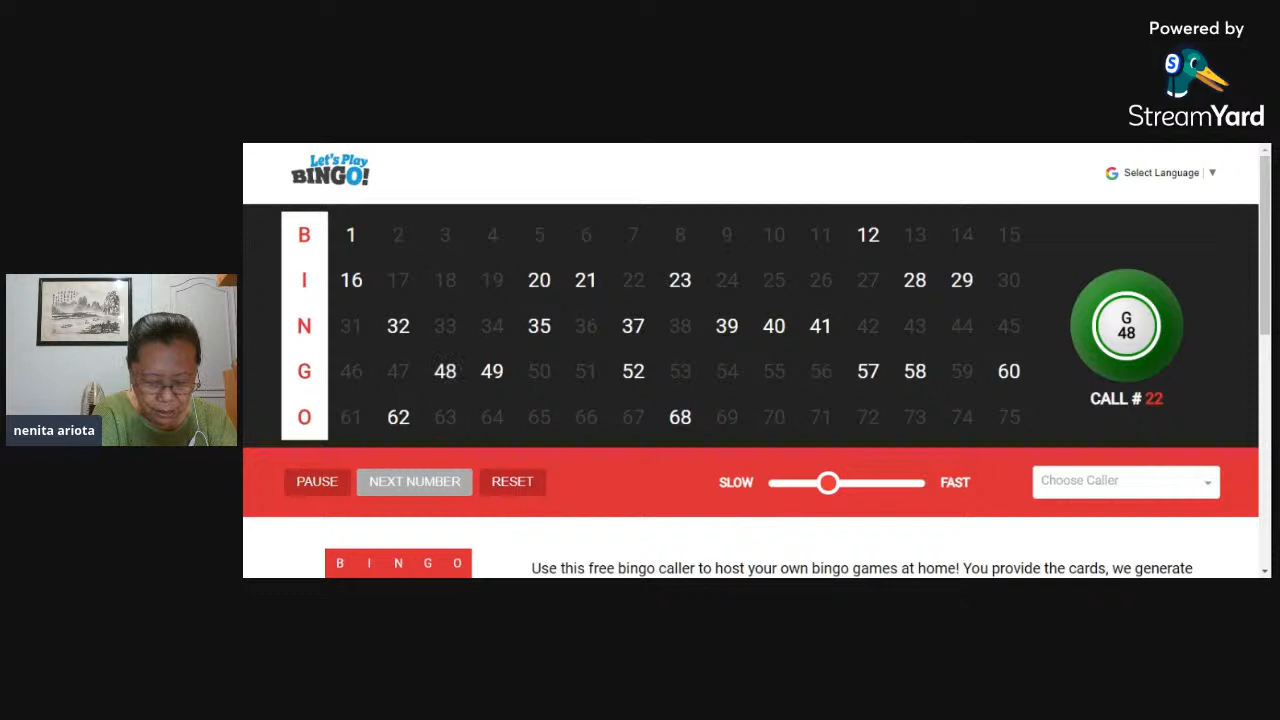 Powered by
S
StreamYard
Let's Play
BINGO!
G Select Language ▼
B 1 2 3 4 5 6 7 8 9 10 11 12 13 14 15
I 16 17 18 19 20 21 22 23 24 25 26 27 28 29 30
N 31 32 33 34 35 36 37 38 39 40 41 42 43 44 45
G 46 47 48 49 50 51 52 53 54 55 56 57 58 59 60
O 61 62 63 64 65 66 67 68 69 70 71 72 73 74 75
G
48
CALL # 22
nenita ariota
PAUSE NEXT NUMBER RESET SLOW FAST Choose Caller
B I N G O
Use this free bingo caller to host your own bingo games at home! You provide the cards, we generate